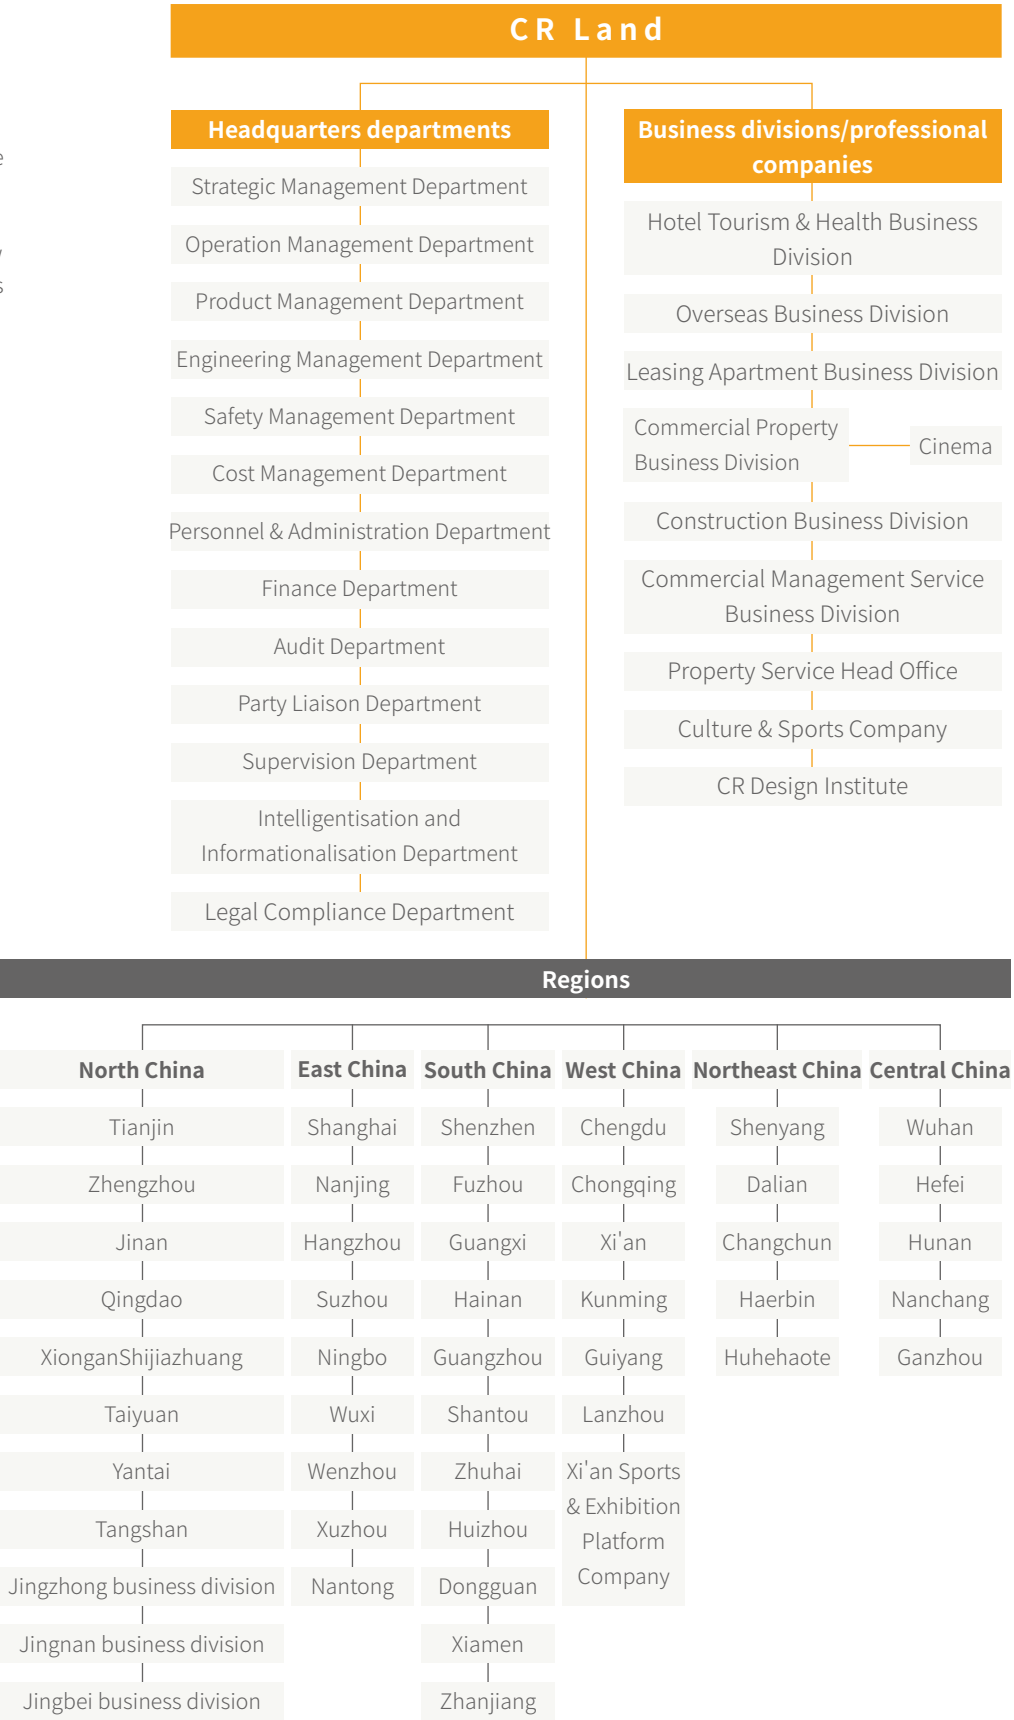 CR Land
Headquarters departments
Strategic Management Department
Operation Management Department
Product Management Department
Engineering Management Department
Safety Management Department
Cost Management Department
Personnel & Administration Department
Finance Department
Audit Department
Party Liaison Department
Supervision Department
Intelligentisation and
Informationalisation Department
Legal Compliance Department
Business divisions/professional
companies
Hotel Tourism & Health Business
Division
Overseas Business Division
Leasing Apartment Business Division
Commercial Property
Business Division
Cinema
Construction Business Division
Commercial Management Service
Business Division
Property Service Head Office
Culture & Sports Company
CR Design Institute
Regions
North China
Tianjin
Zhengzhou
Jinan
Qingdao
XionganShijiazhuang
Taiyuan
Yantai
Tangshan
Jingzhong business division
Jingnan business division
Jingbei business division
East China
Shanghai
Nanjing
Hangzhou
Suzhou
Ningbo
Wuxi
Wenzhou
Xuzhou
Nantong
South China
Shenzhen
Fuzhou
Guangxi
Hainan
Guangzhou
Shantou
Zhuhai
Huizhou
Dongguan
Xiamen
Zhanjiang
West China
Chengdu
Chongqing
Xi'an
Kunming
Guiyang
Lanzhou
Xi'an Sports
& Exhibition
Platform
Company
Northeast China
Shenyang
Dalian
Changchun
Haerbin
Huhehaote
Central China
Wuhan
Hefei
Hunan
Nanchang
Ganzhou